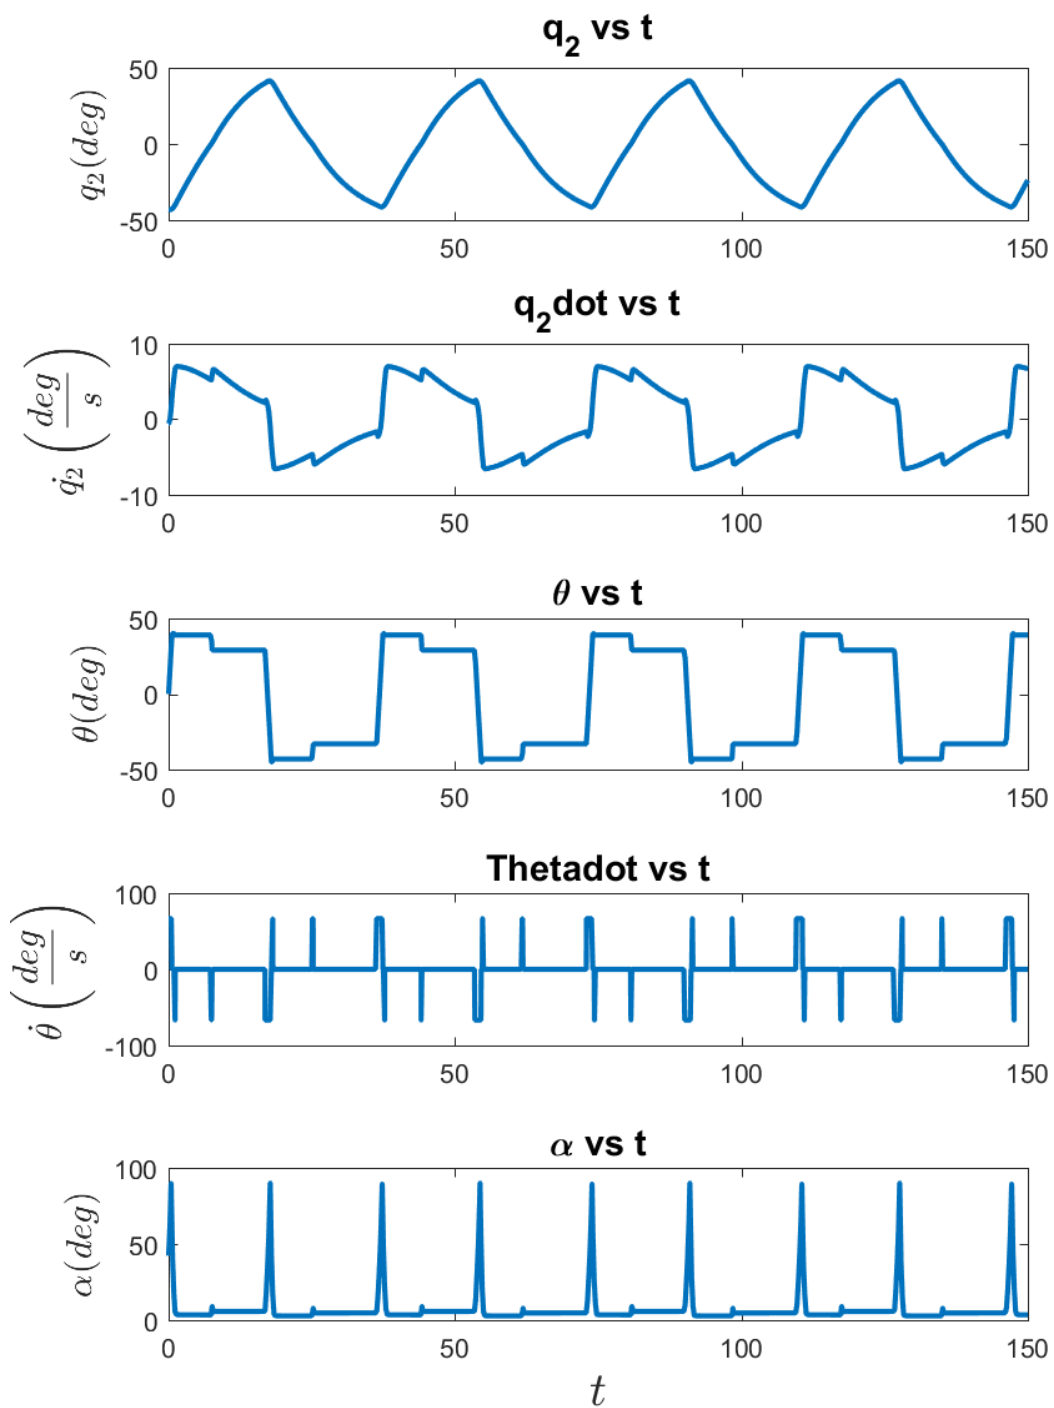 q₂ vs t
50
0
-50
q₂(deg)
0 50 100 150
q₂dot vs t
10
0
-10
q̇₂ (deg/s)
0 50 100 150
θ vs t
50
0
-50
θ(deg)
0 50 100 150
Thetadot vs t
100
0
-100
θ̇ (deg/s)
0 50 100 150
α vs t
100
50
0
α(deg)
0 50 100 150
t